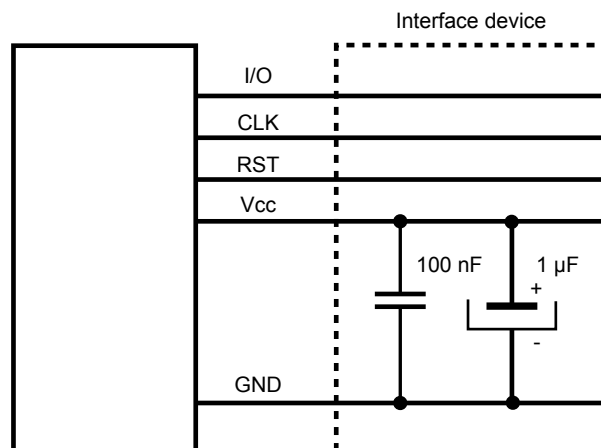 Interface device
I/O
CLK
RST
Vcc
100 nF
1 µF
+
-
GND